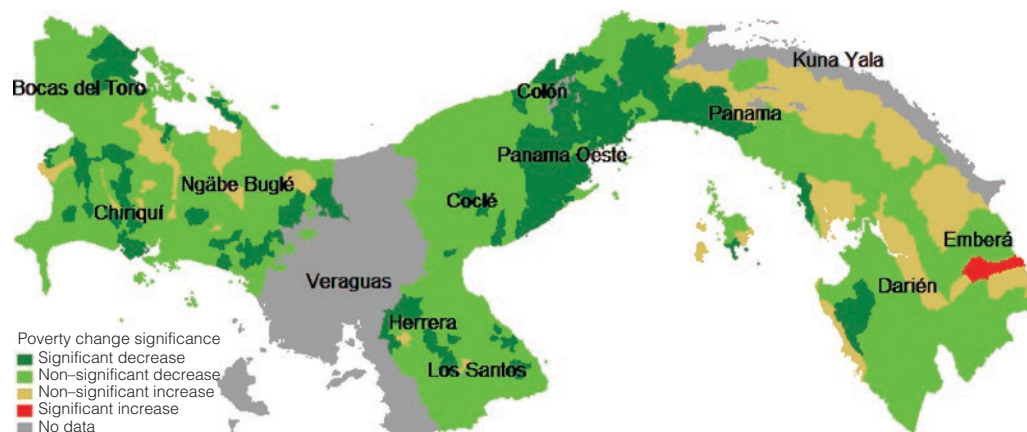 Kuna Yala
Bocas del Toro
Colón
Panama
Panama Oeste
Ngäbe Buglé
Coclé
Chiriquí
Emberá
Veraguas
Darién
Herrera
Los Santos
Poverty change significance
Significant decrease
Non–significant decrease
Non–significant increase
Significant increase
No data